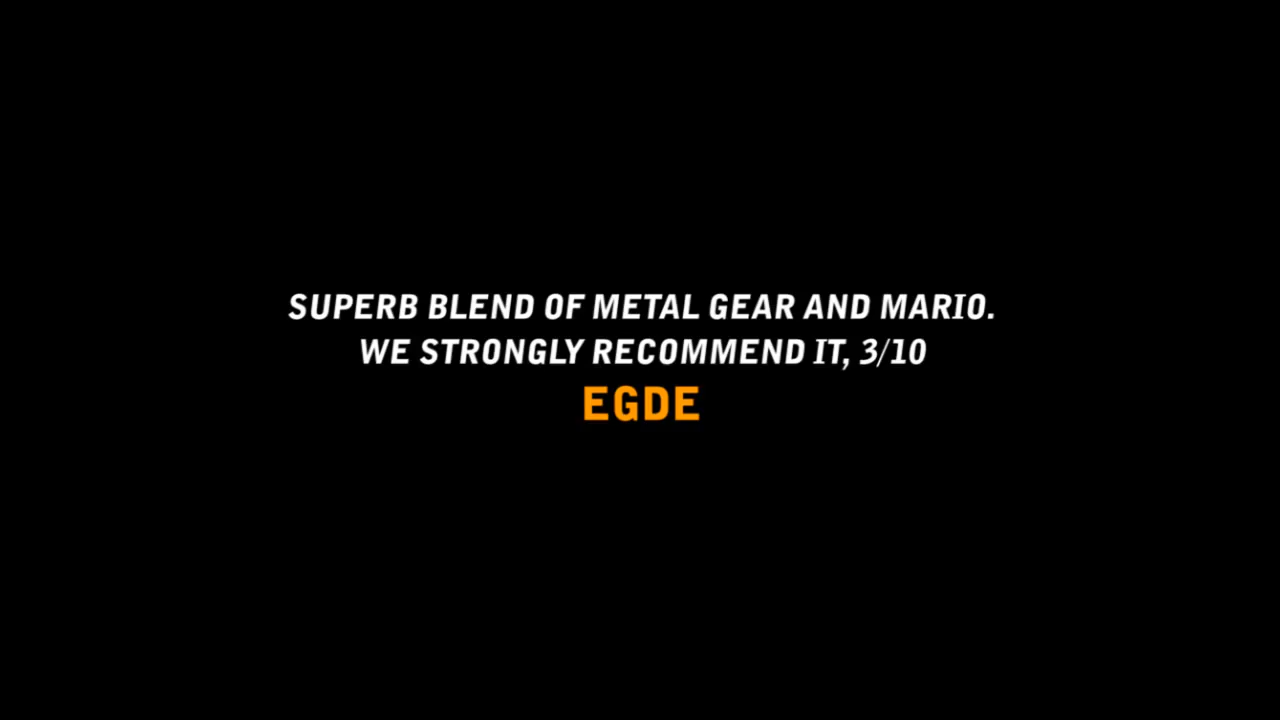 SUPERB BLEND OF METAL GEAR AND MARIO.
WE STRONGLY RECOMMEND IT, 3/10
EGDE